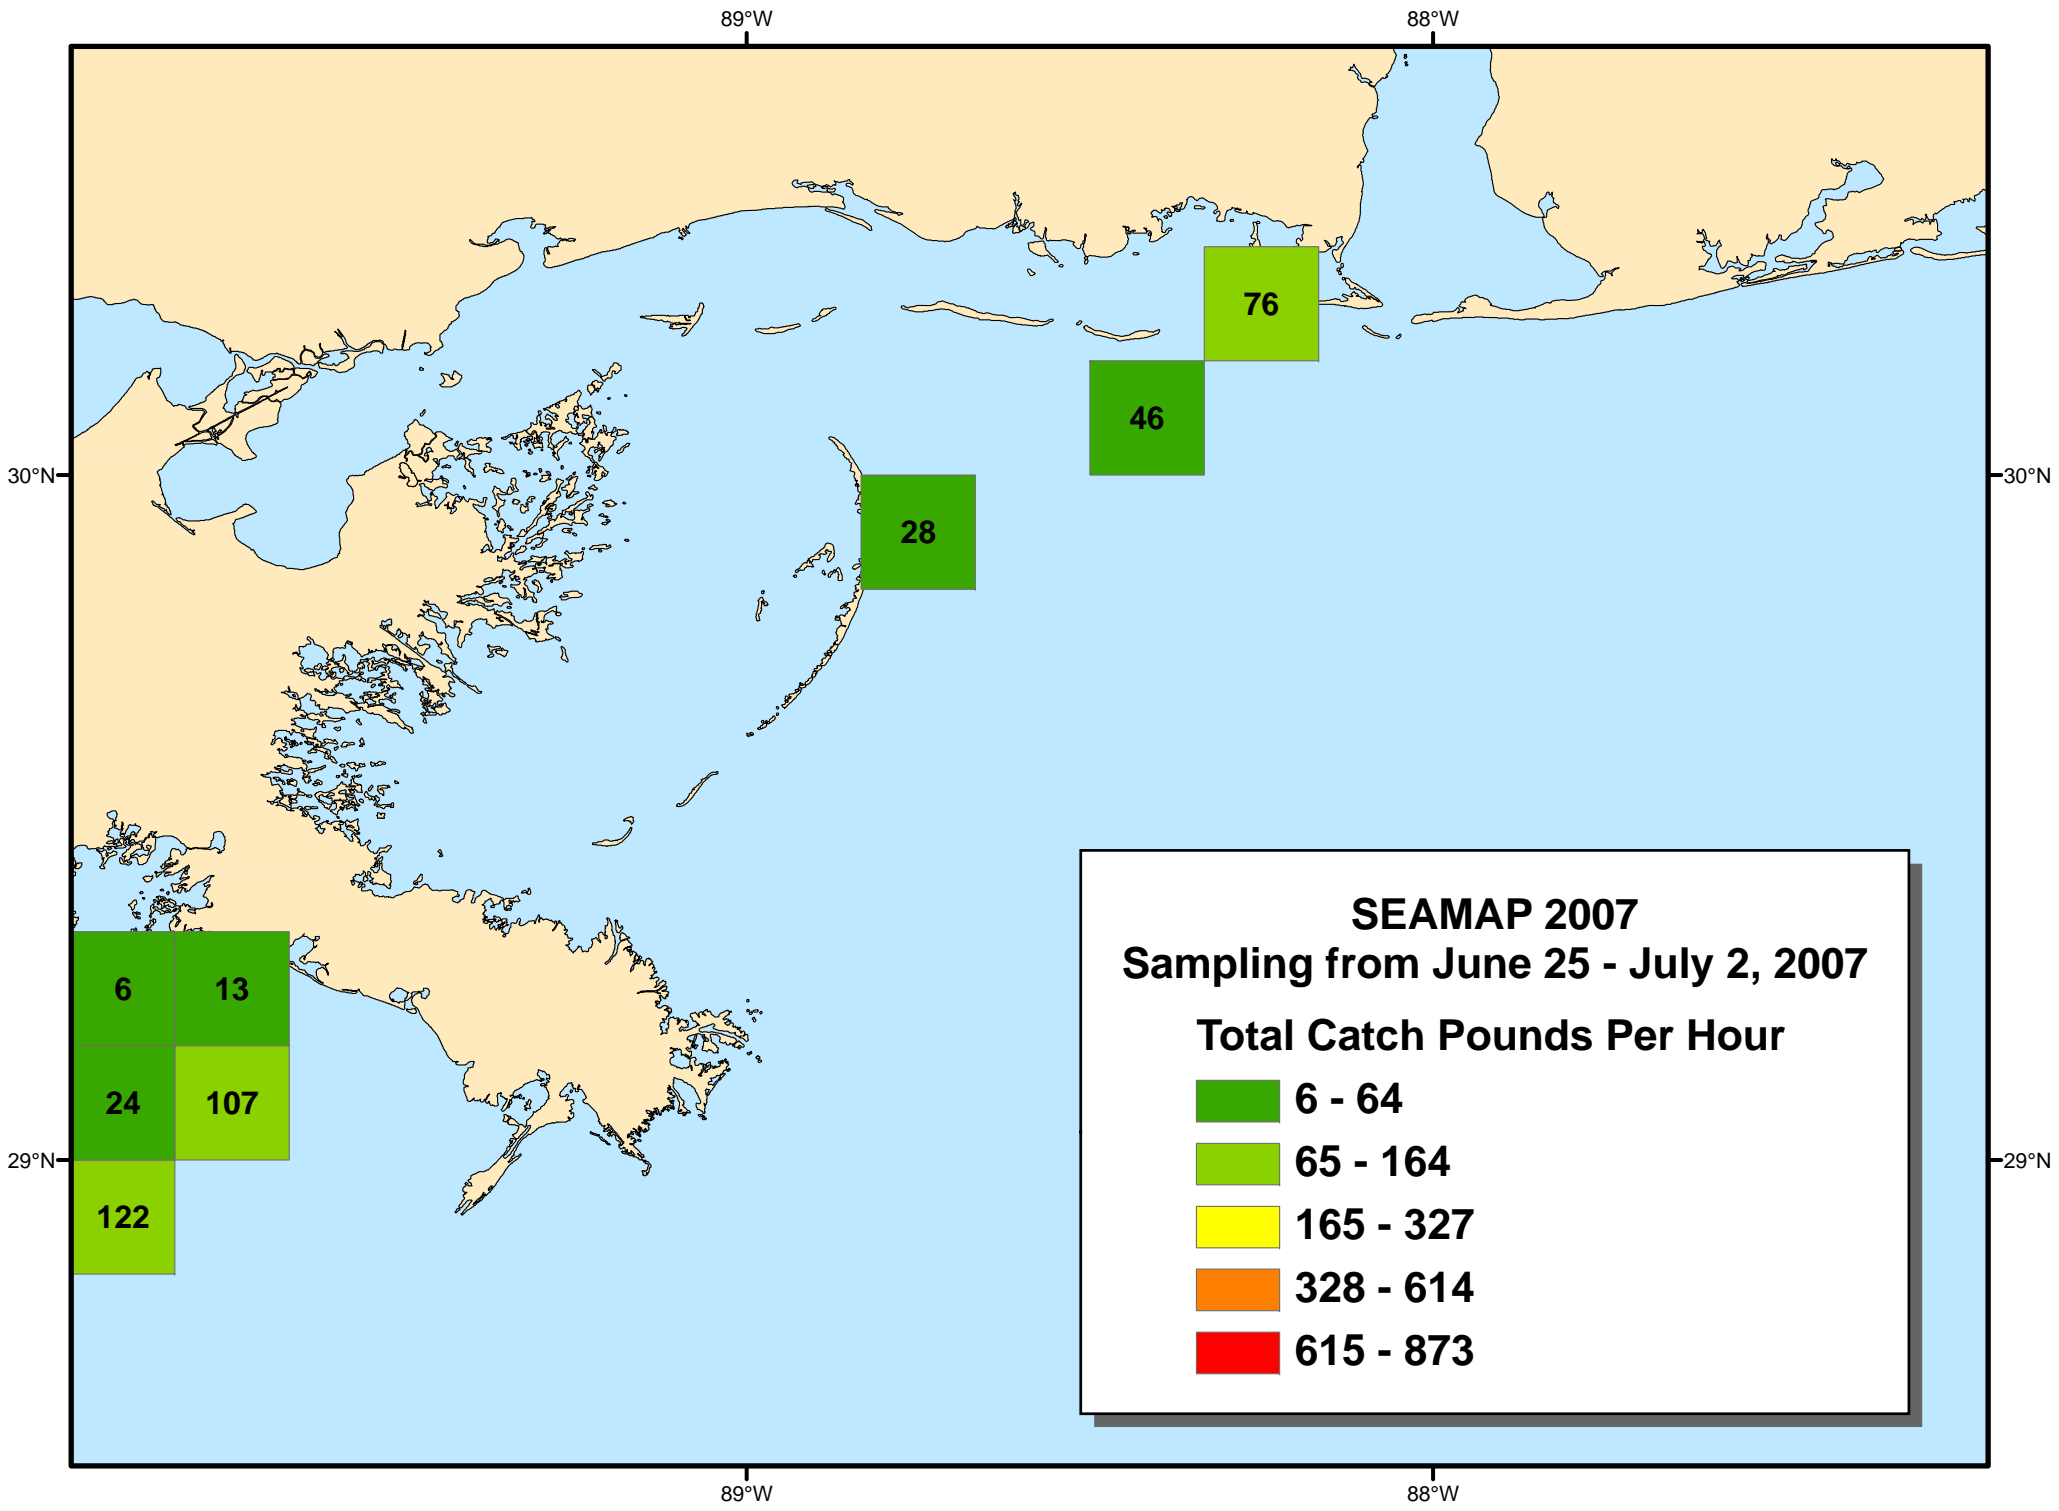 89°W
88°W
76
46
30°N
30°N
28
SEAMAP 2007
Sampling from June 25 - July 2, 2007
6
13
Total Catch Pounds Per Hour
24
107
6 - 64
65 - 164
29°N
29°N
122
165 - 327
328 - 614
615 - 873
89°W
88°W